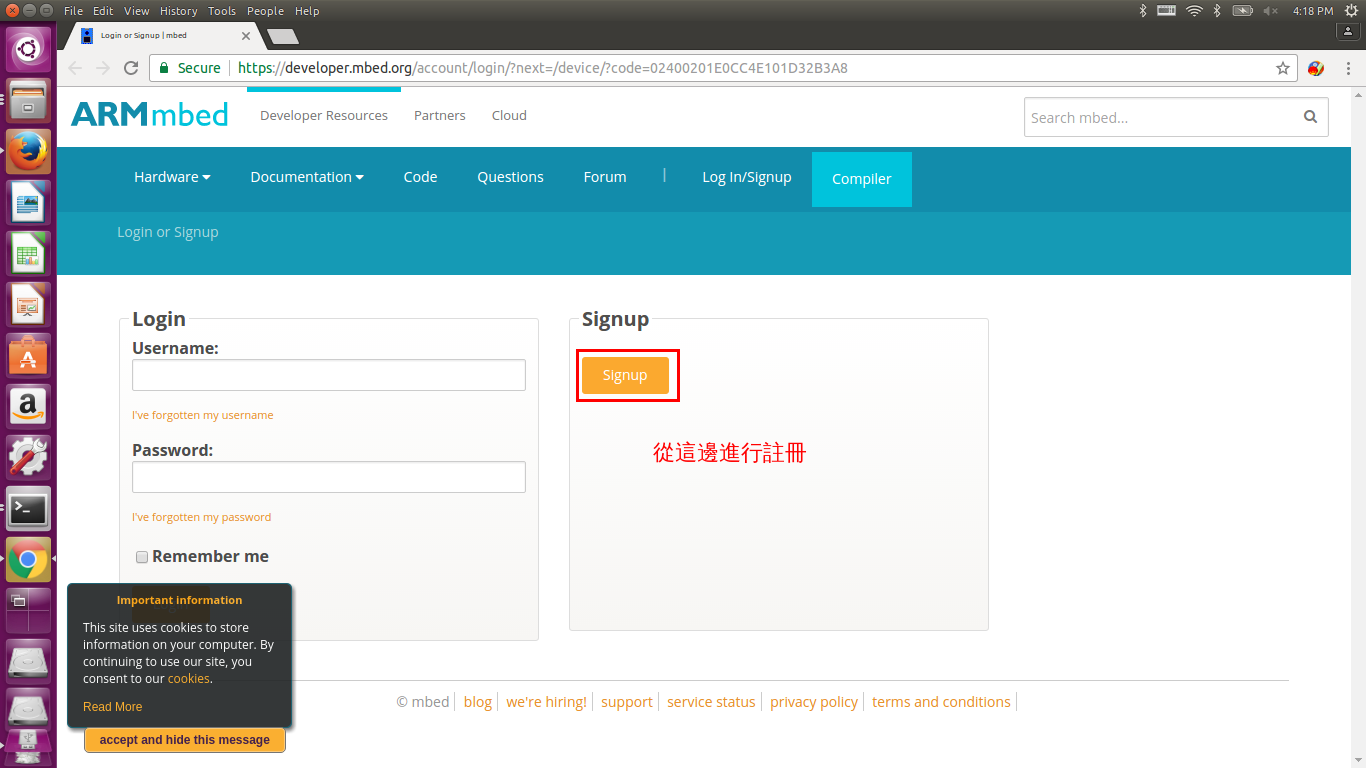 File Edit View History Tools People Help
4:18 PM
Login or Signup | mbed
Secure
https://developer.mbed.org/account/login/?next=/device/?code=02400201E0CC4E101D32B3A8
ARM mbed
Developer Resources
Partners
Cloud
Search mbed...
Hardware
Documentation
Code
Questions
Forum
|
Log In/Signup
Compiler
Login or Signup
Login
Username:
I've forgotten my username
Password:
I've forgotten my password
Remember me
Signup
Signup
從這邊進行註冊
Important information
This site uses cookies to store
information on your computer. By
continuing to use our site, you
consent to our cookies.
Read More
accept and hide this message
© mbed
blog
we're hiring!
support
service status
privacy policy
terms and conditions